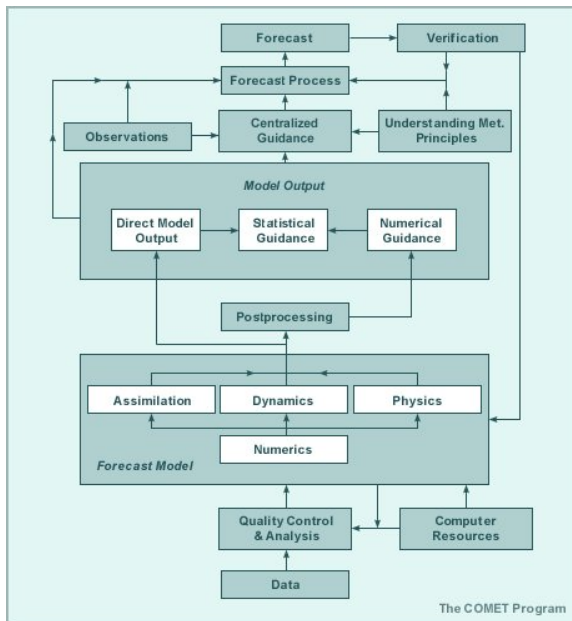 Forecast
Verification
Forecast Process
Observations
Centralized
Guidance
Understanding Met.
Principles
Model Output
Direct Model
Output
Statistical
Guidance
Numerical
Guidance
Postprocessing
Assimilation
Dynamics
Physics
Numerics
Forecast Model
Quality Control
& Analysis
Computer
Resources
Data
The COMET Program